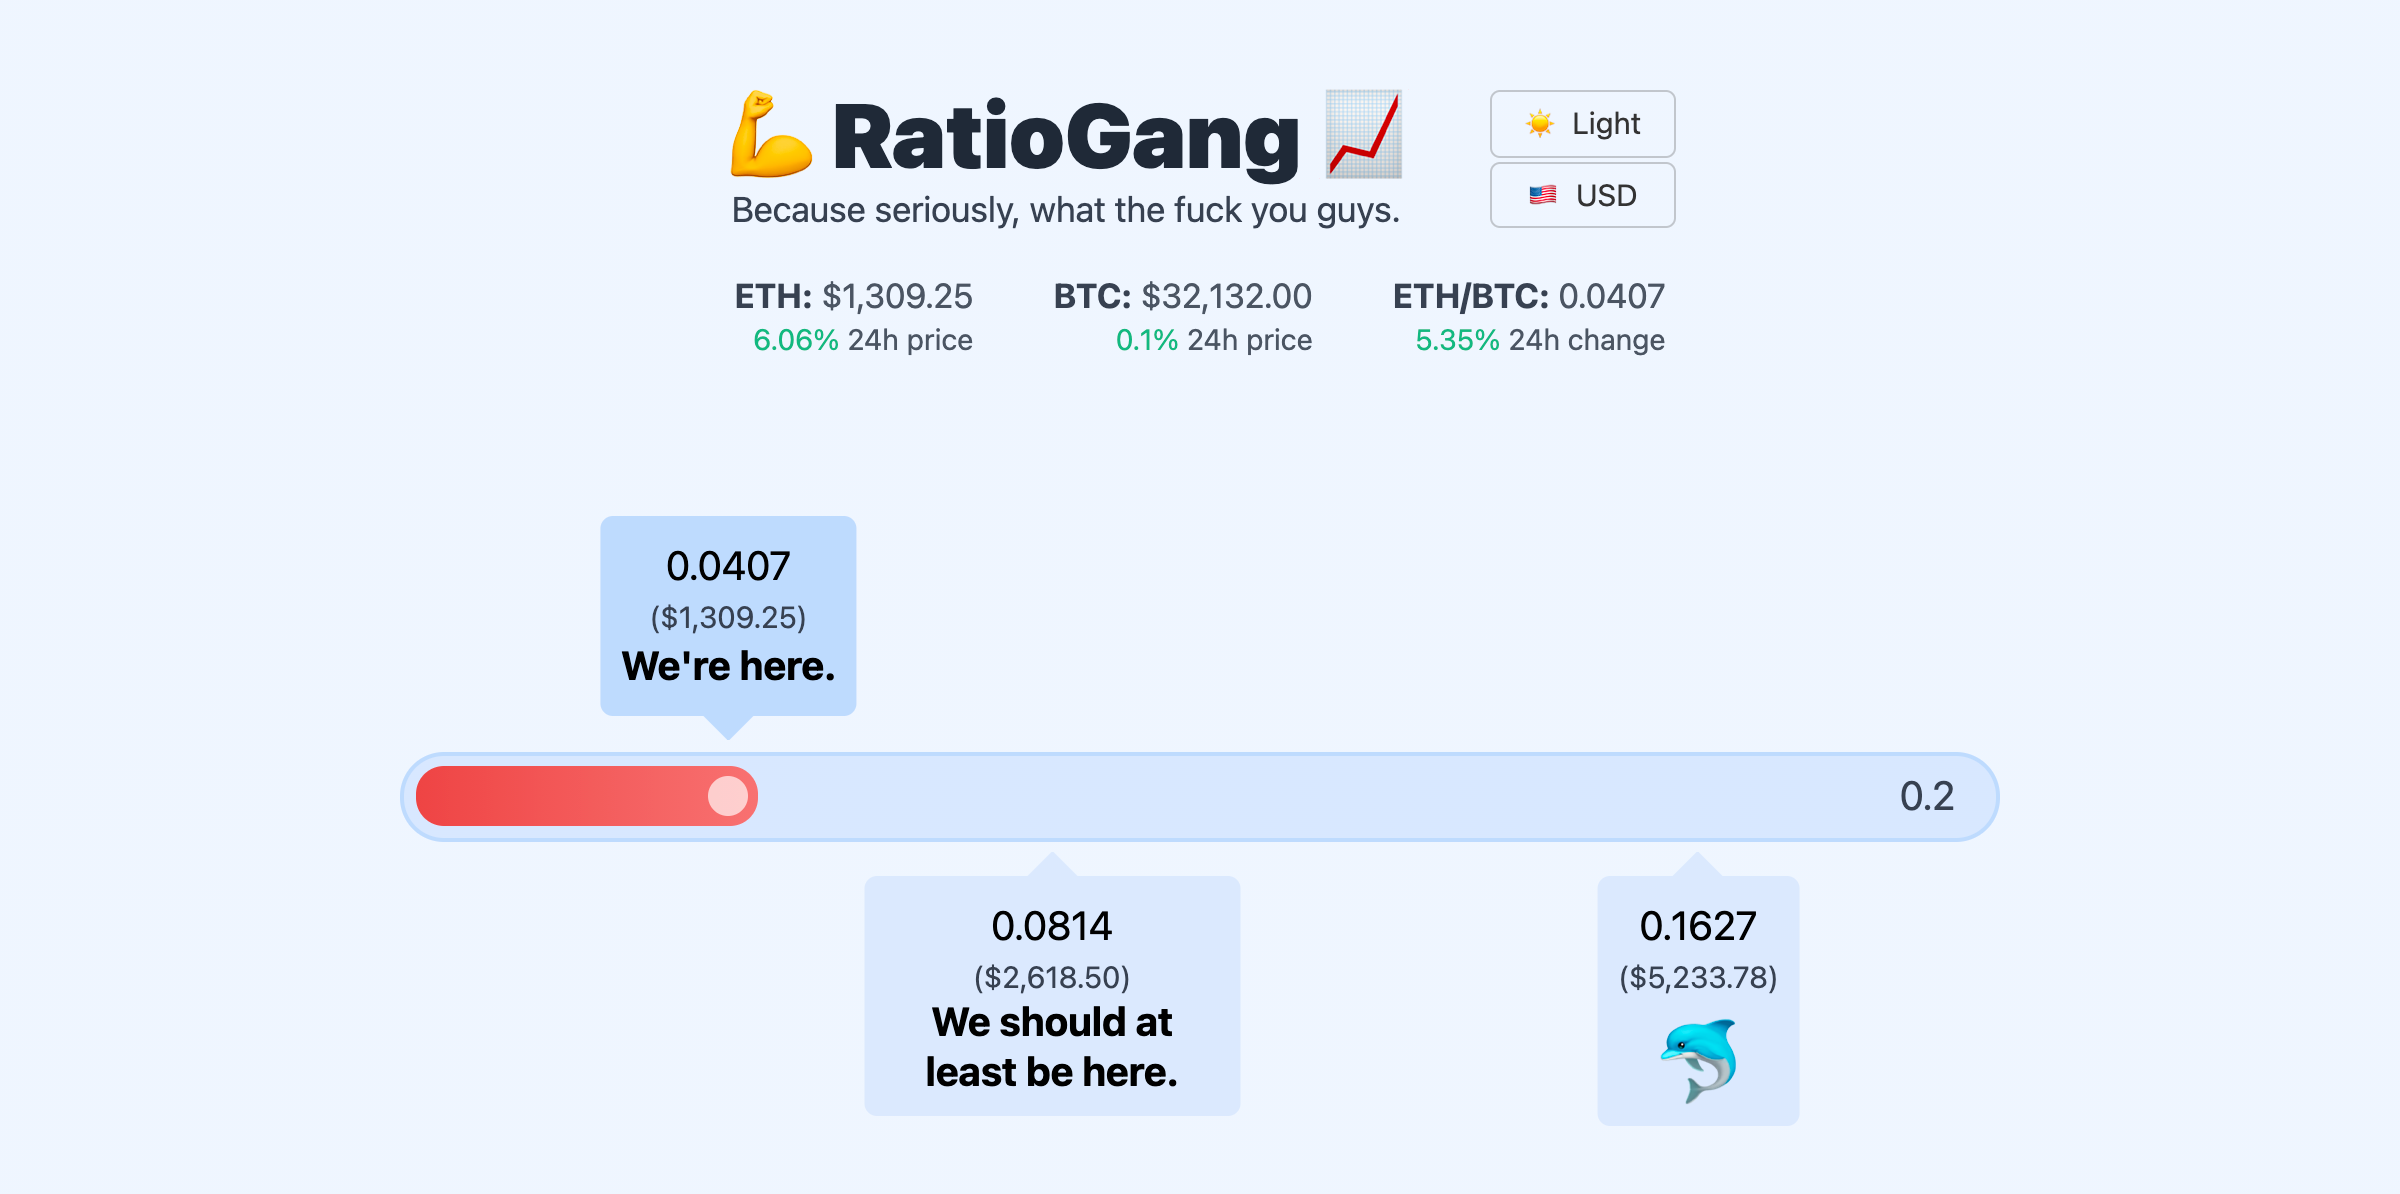 RatioGang
Because seriously, what the fuck you guys.
Light
USD
ETH: $1,309.25
6.06% 24h price
BTC: $32,132.00
0.1% 24h price
ETH/BTC: 0.0407
5.35% 24h change
0.0407
($1,309.25)
We're here.
0.2
0.0814
($2,618.50)
We should at
least be here.
0.1627
($5,233.78)